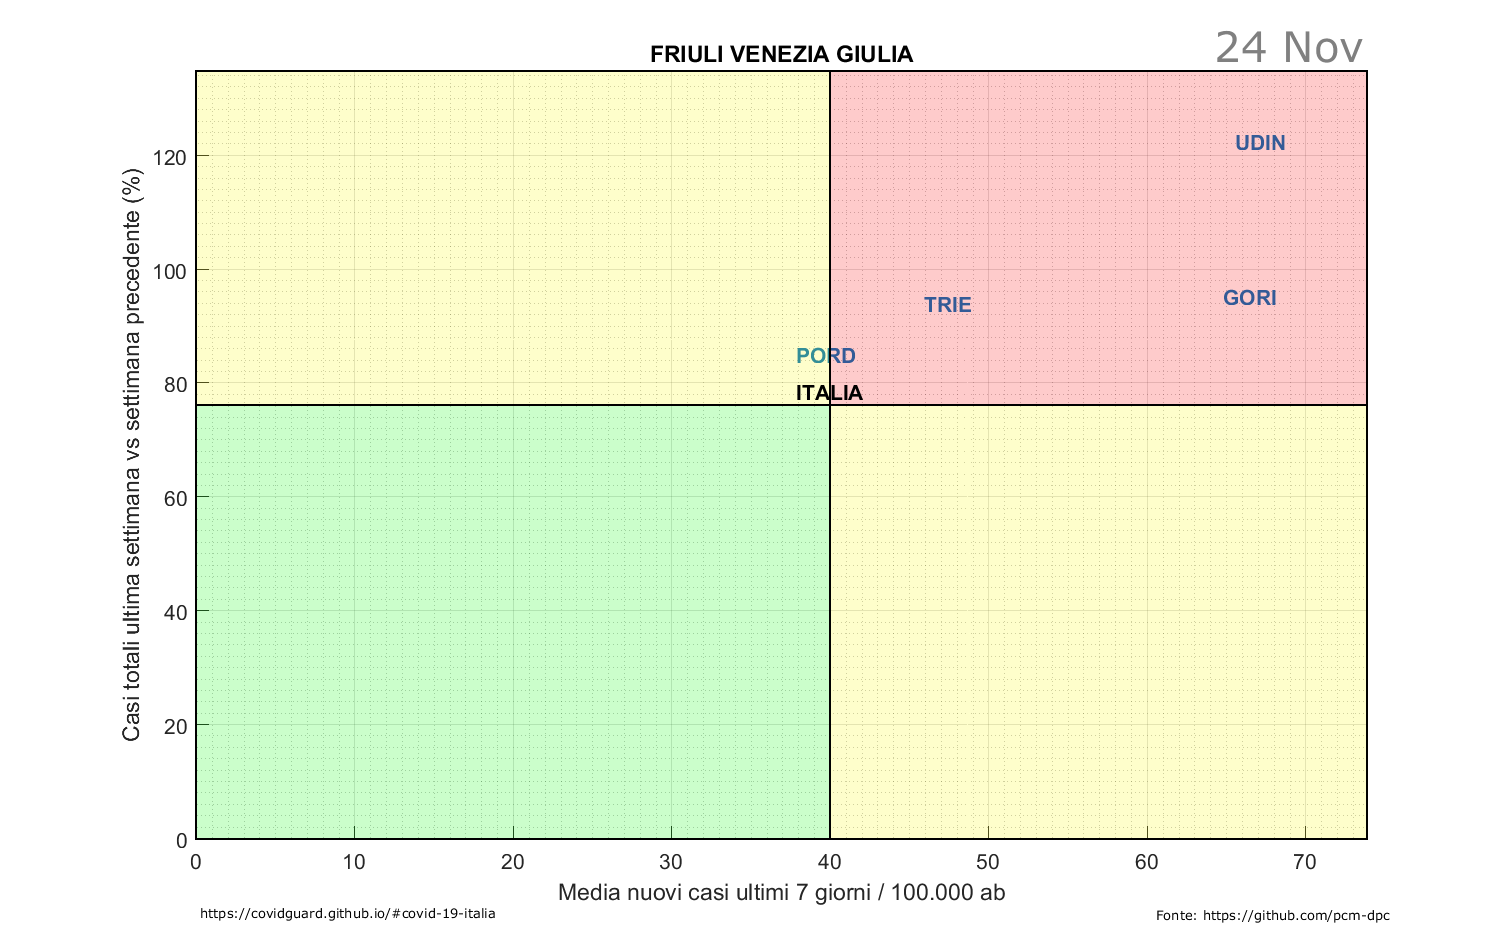 FRIULI VENEZIA GIULIA
24 Nov
Casi totali ultima settimana vs settimana precedente (%)
120
100
80
60
40
20
0
UDIN
GORI
TRIE
PORD
ITALIA
0 10 20 30 40 50 60 70
Media nuovi casi ultimi 7 giorni / 100.000 ab
https://covidguard.github.io/#covid-19-italia
Fonte: https://github.com/pcm-dpc